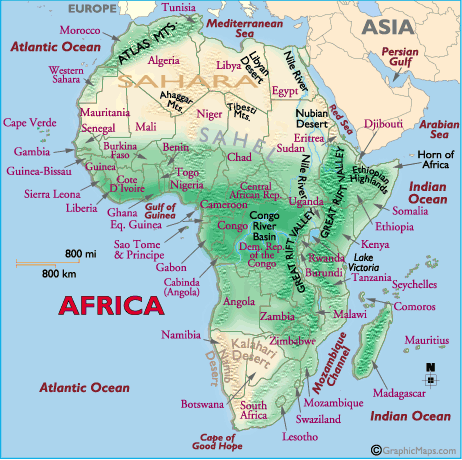 EUROPE
Tunisia
Mediterranean
Sea
ASIA
Morocco
Atlantic Ocean
ATLAS MTS.
Algeria
Libya
Libyan
Desert
Nile River
Persian
Gulf
Western
Sahara
SAHARA
Egypt
Ahaggar
Mts.
Tibesti
Mts.
Red Sea
Mauritania
Niger
Nubian
Desert
Djibouti
Cape Verde
Senegal
Mali
SAHEL
Eritrea
Arabian
Sea
Gambia
Burkina
Faso
Benin
Chad
Sudan
Horn of
Africa
Guinea-Bissau
Guinea
Togo
Nile River
GREAT RIFT VALLEY
Ethiopian
Highlands
Sierra Leona
Cote
D'Ivoire
Nigeria
Central
African Rep.
Uganda
Indian
Ocean
Liberia
Ghana
Gulf of
Guinea
Cameroon
Somalia
Eq. Guinea
Congo
Congo
River
Basin
Ethiopia
Sao Tome
& Principe
Dem. Rep.
of the
Congo
GREAT RIFT VALLEY
Kenya
Rwanda
Lake
Victoria
800 mi
800 km
Gabon
Burundi
Tanzania
Seychelles
Cabinda
(Angola)
AFRICA
Angola
Comoros
Zambia
Malawi
Namibia
Zimbabwe
Mozambique
Channel
Mauritius
Kalahari
Desert
Namib
Desert
N
Atlantic Ocean
Madagascar
Botswana
South
Africa
Mozambique
Swaziland
Indian Ocean
Cape of
Good Hope
Lesotho
©GraphicMaps.com